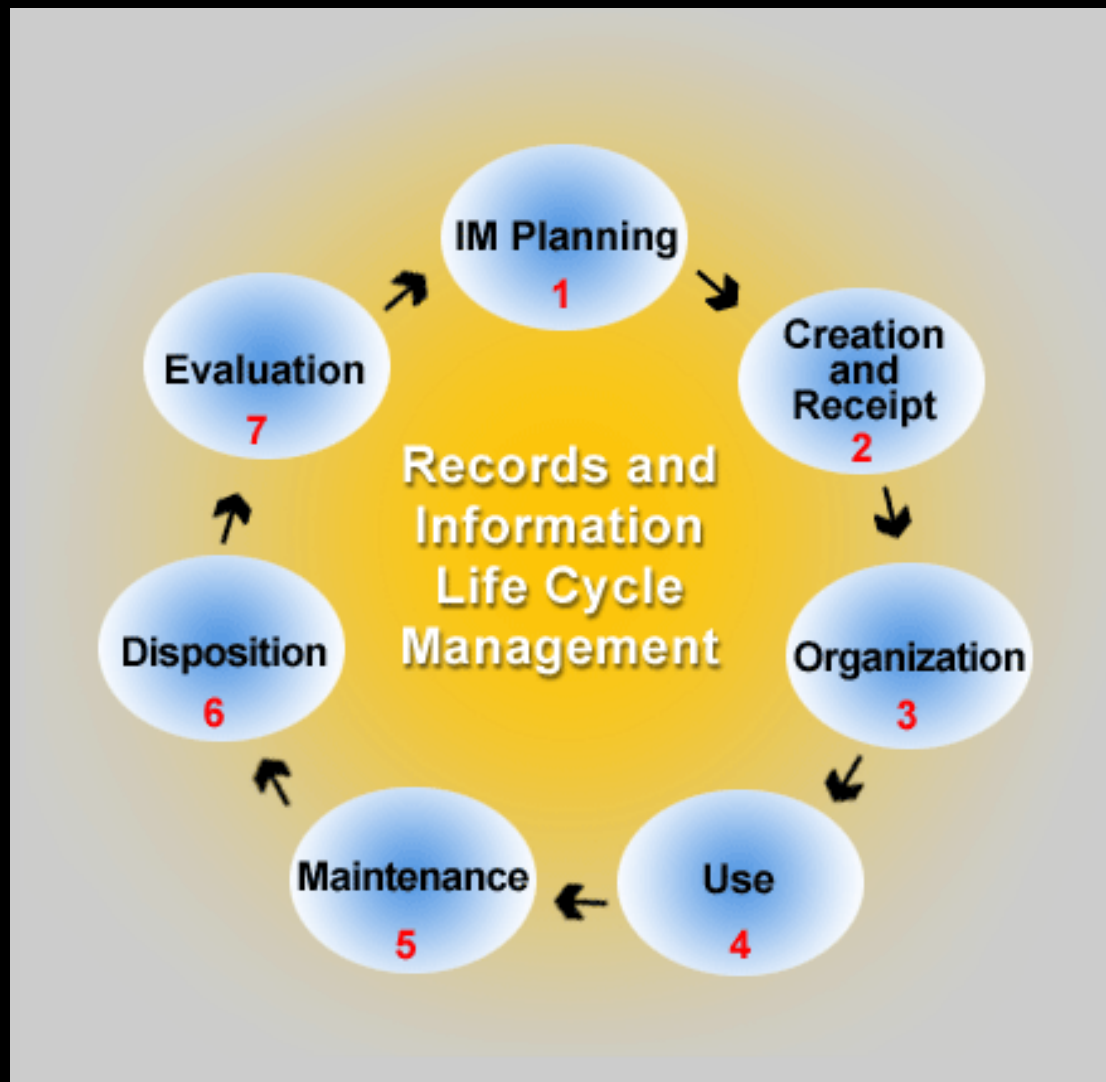 IM Planning
1
Creation
and
Receipt
2
Organization
3
Use
4
Maintenance
5
Disposition
6
Evaluation
7
Records and
Information
Life Cycle
Management